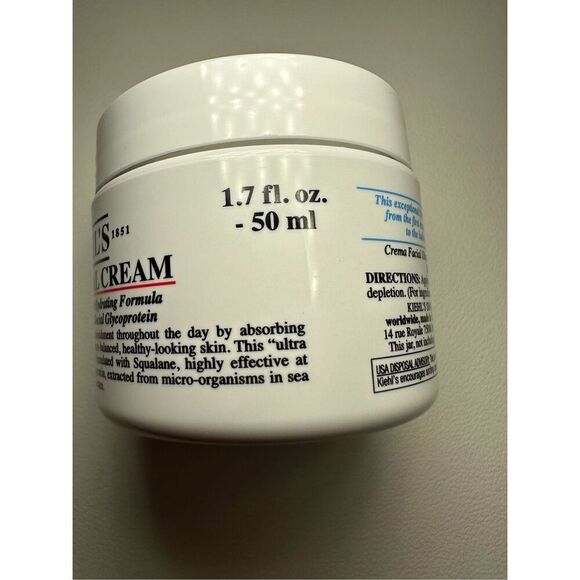 L'S 1851
L CREAM
drating Formula
cial Glycoprotein
throughout the day by absorbing
balanced, healthy-looking skin. This "ultra
with Squalane, highly effective at
extracted from micro-organisms in sea
1.7 fl. oz.
- 50 ml
This exceptional
from the first
to the
Crema Facial
DIRECTIONS:
depletion. (For
KIEHL'S
worldwide,
14 rue Royale
This jar, not
USA DISPOSAL ADVISORY:
Kiehl's encourages